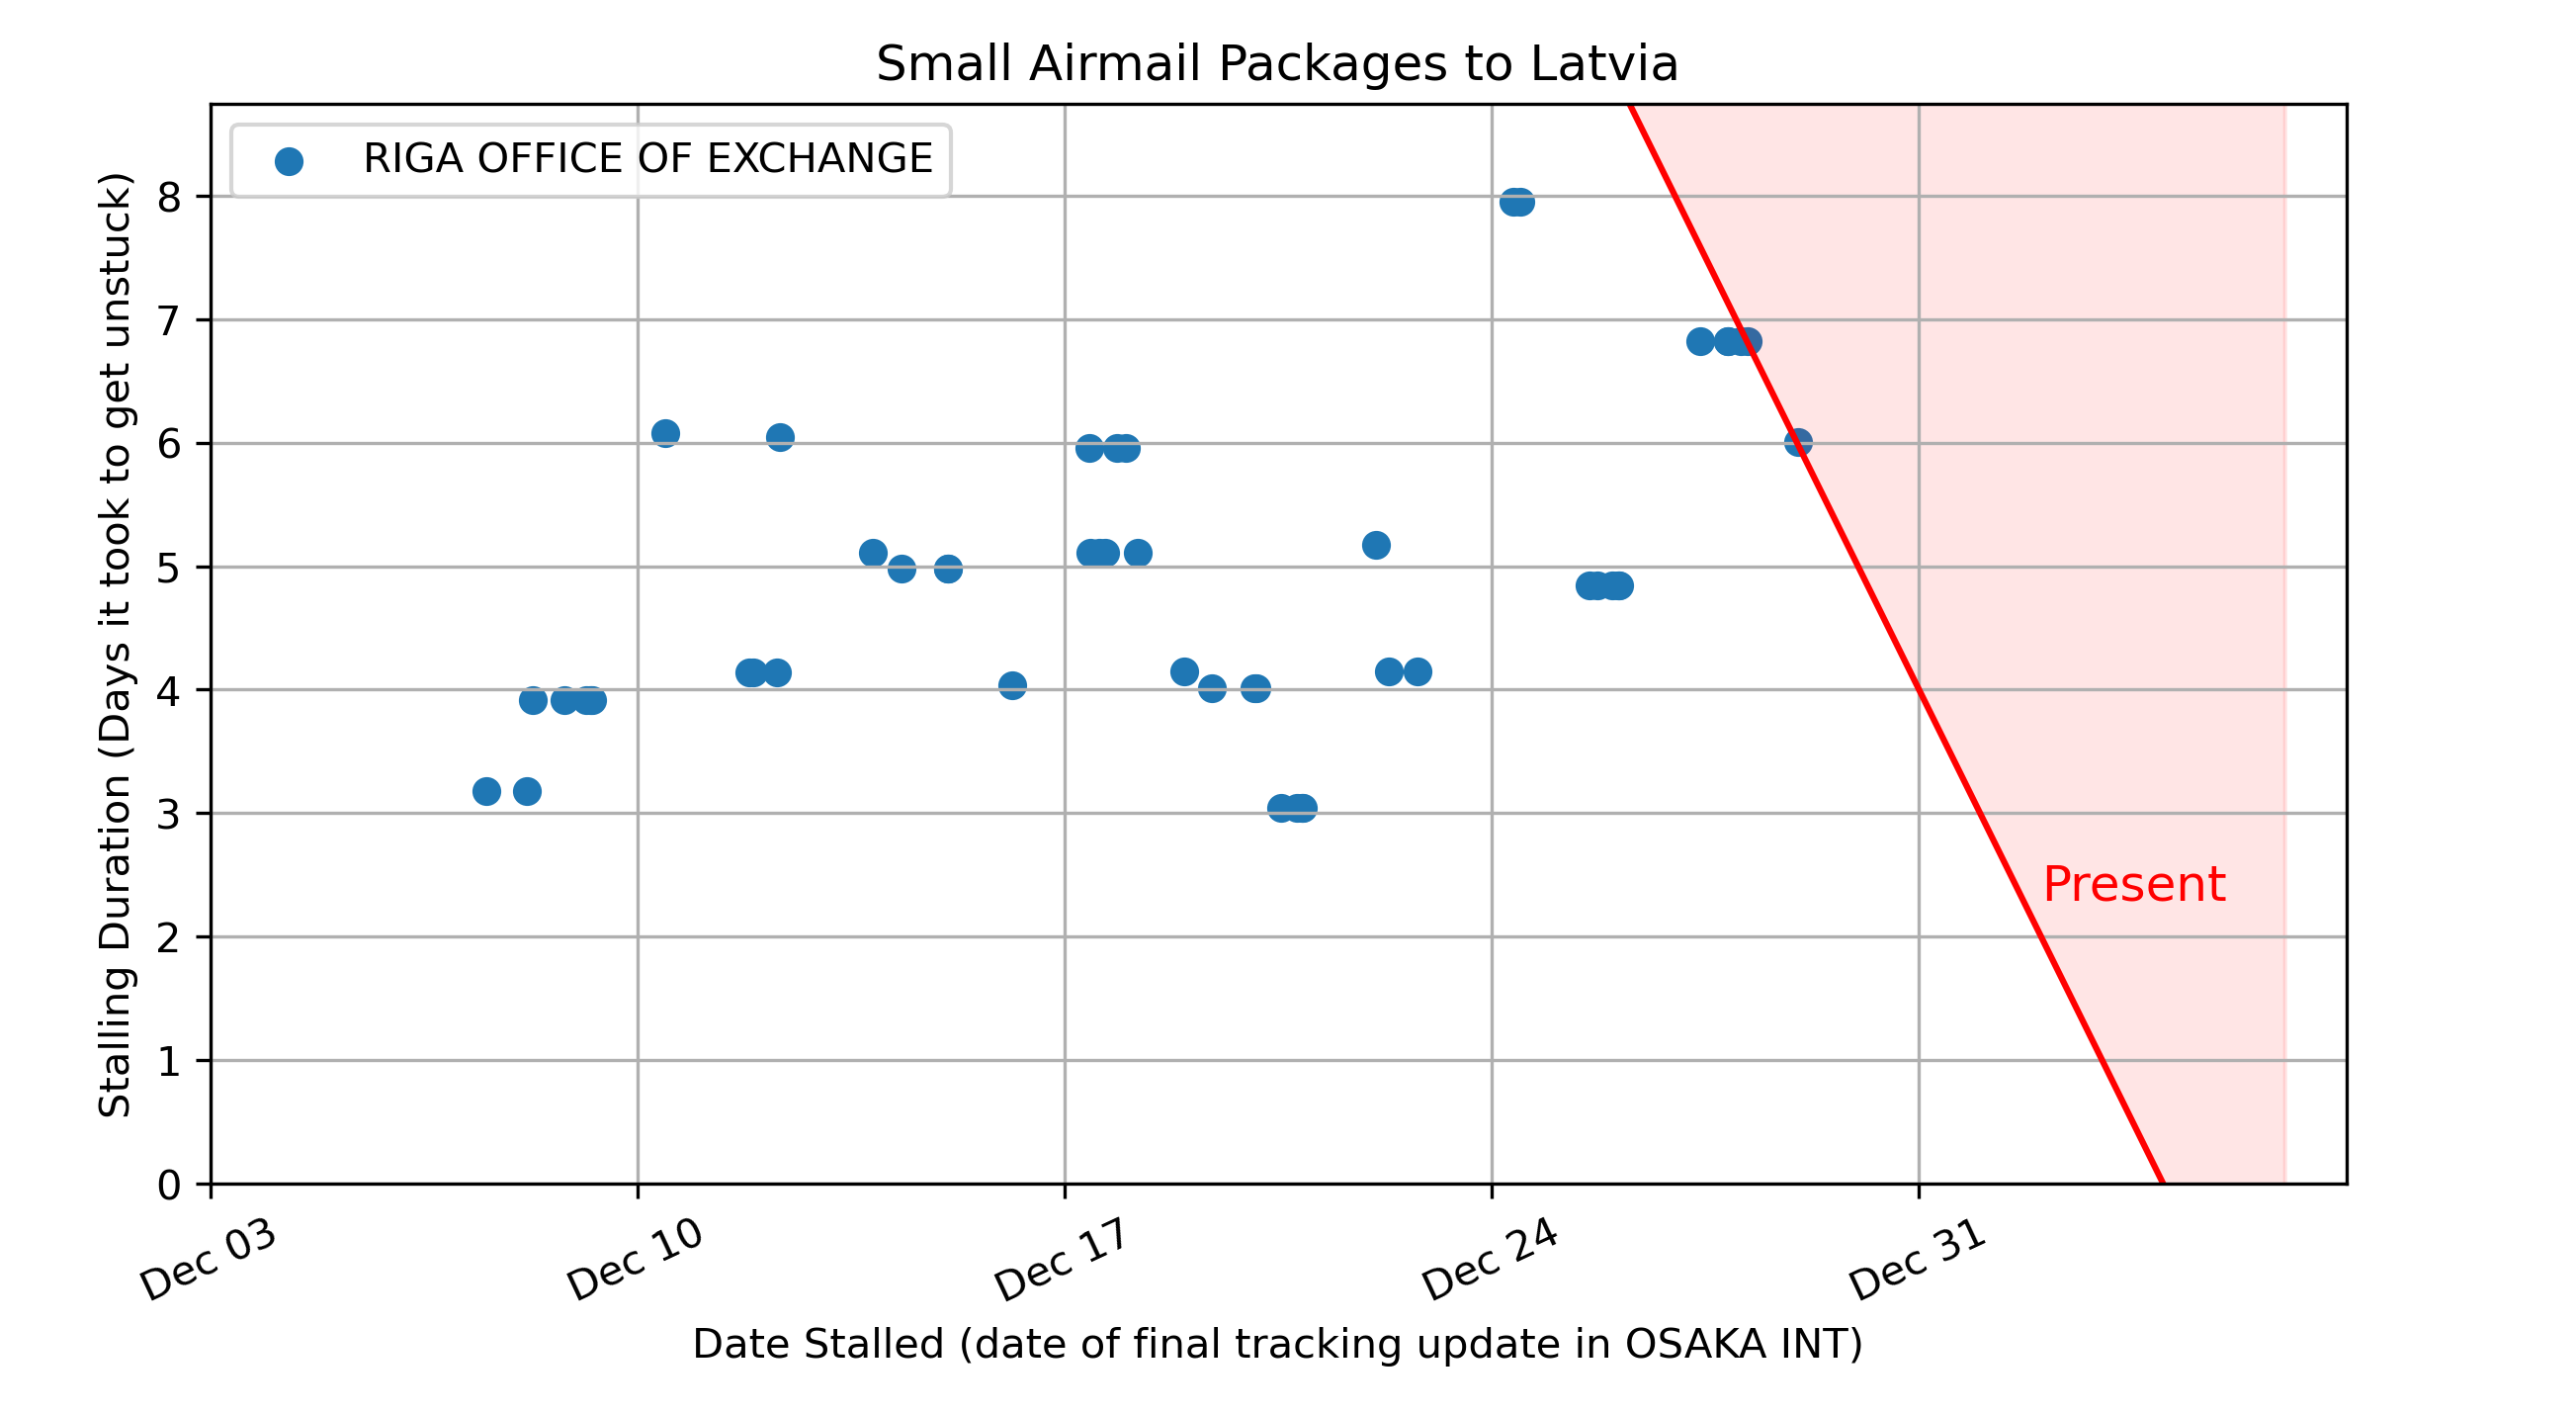 Small Airmail Packages to Latvia
RIGA OFFICE OF EXCHANGE
Stalling Duration (Days it took to get unstuck)
8
7
6
5
4
3
2
1
0
Present
Dec 03
Dec 10
Dec 17
Dec 24
Dec 31
Date Stalled (date of final tracking update in OSAKA INT)